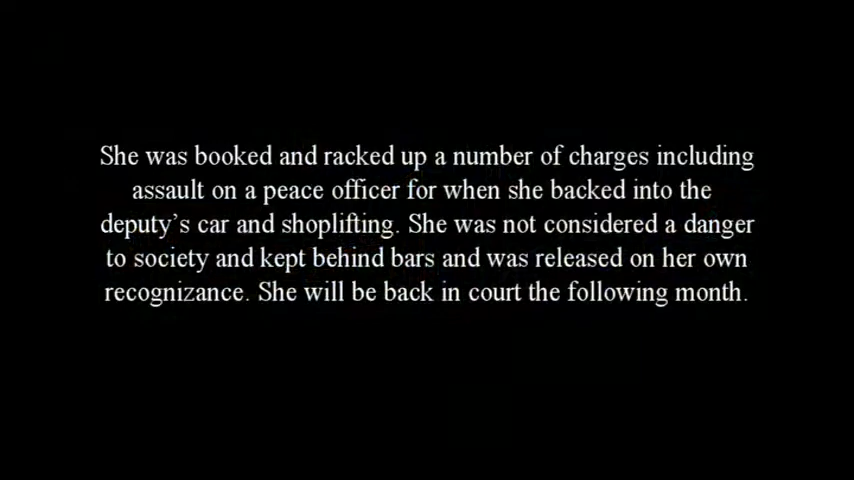 She was booked and racked up a number of charges including
assault on a peace officer for when she backed into the
deputy’s car and shoplifting. She was not considered a danger
to society and kept behind bars and was released on her own
recognizance. She will be back in court the following month.